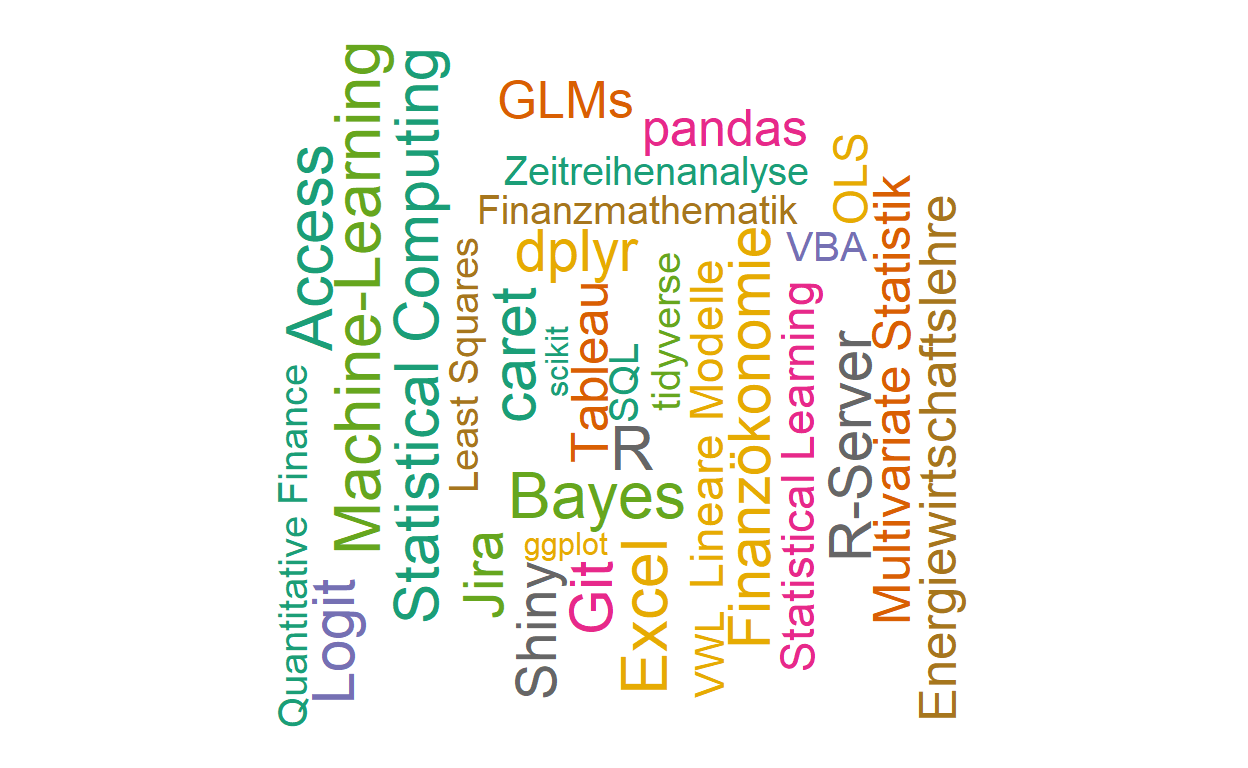 GLMs
pandas
Zeitreihenanalyse
OLS
Finanzmathematik
VBA
dplyr
Access
Machine-Learning
Statistical Computing
Least Squares
caret
scikit
Tableau
SQL
tidyverse
Lineare Modelle
Finanzökonomie
Statistical Learning
R-Server
Multivariate Statistik
Energiewirtschaftslehre
R
Bayes
Quantitative Finance
Logit
Jira
ggplot
Shiny
Git
Excel
VWL